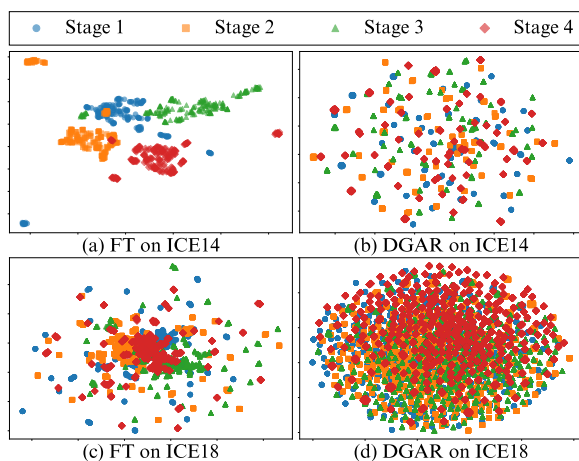 Stage 1 Stage 2 Stage 3 Stage 4
(a) FT on ICE14 (b) DGAR on ICE14
(c) FT on ICE18 (d) DGAR on ICE18